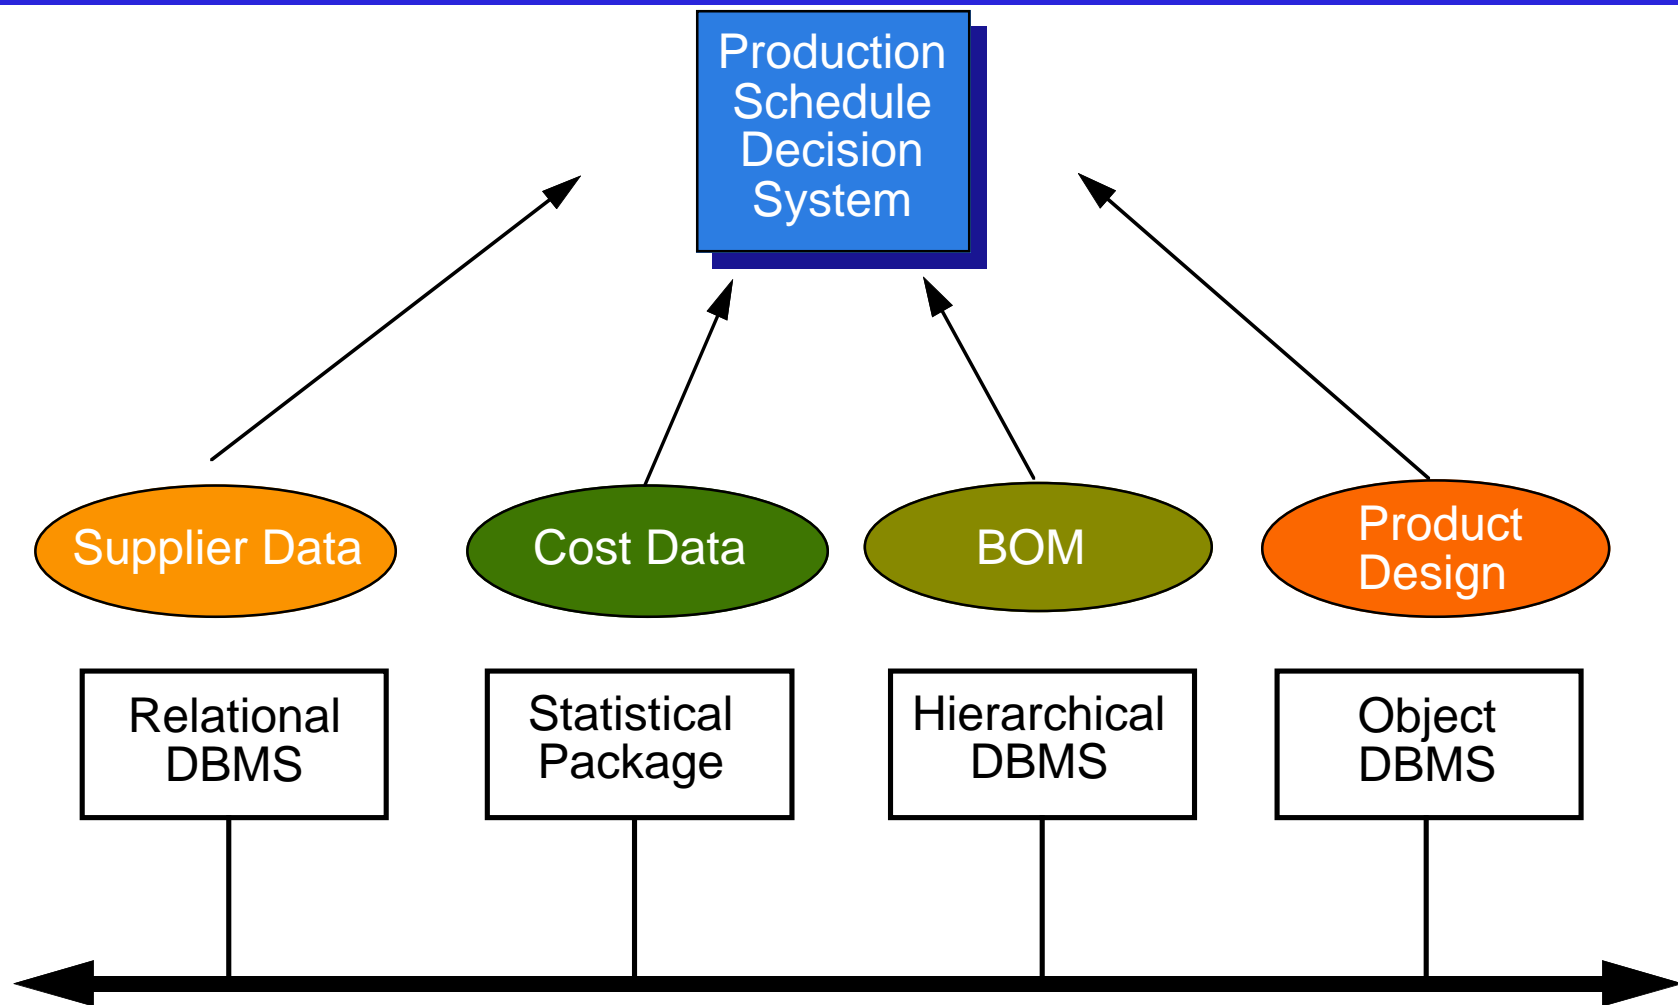 Production
Schedule
Decision
System
Supplier Data
Cost Data
BOM
Product
Design
Relational
DBMS
Statistical
Package
Hierarchical
DBMS
Object
DBMS